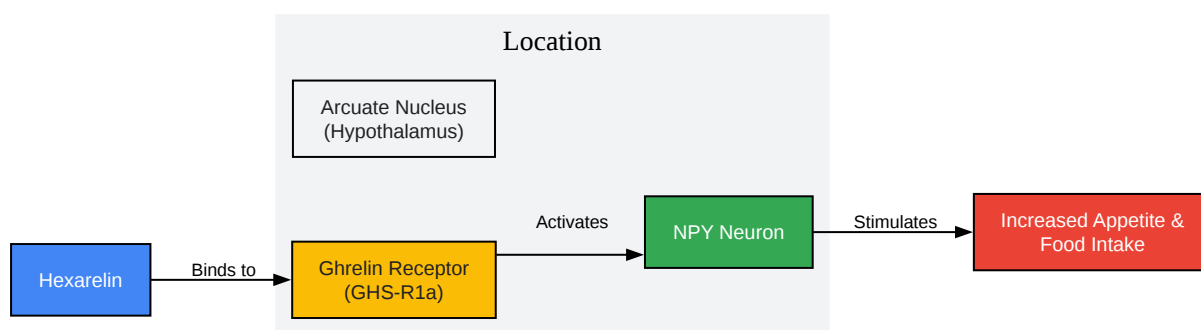 Location
Arcuate Nucleus
(Hypothalamus)
Hexarelin
Binds to
Ghrelin Receptor
(GHS-R1a)
Activates
NPY Neuron
Stimulates
Increased Appetite &
Food Intake